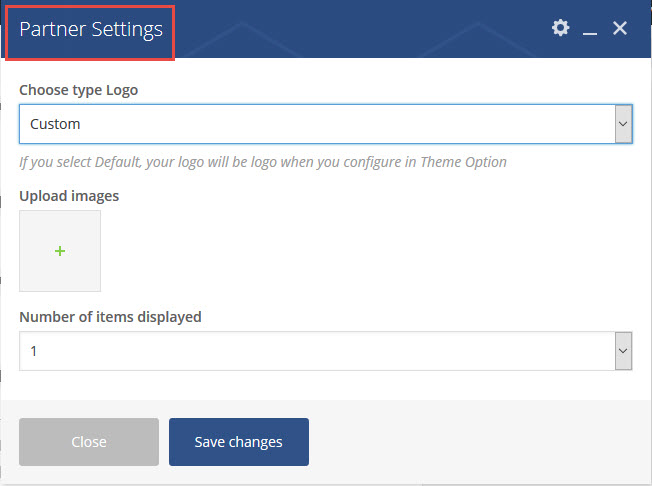 Partner Settings
Choose type Logo
Custom
If you select Default, your logo will be logo when you configure in Theme Option
Upload images
+
Number of items displayed
1
Close Save changes